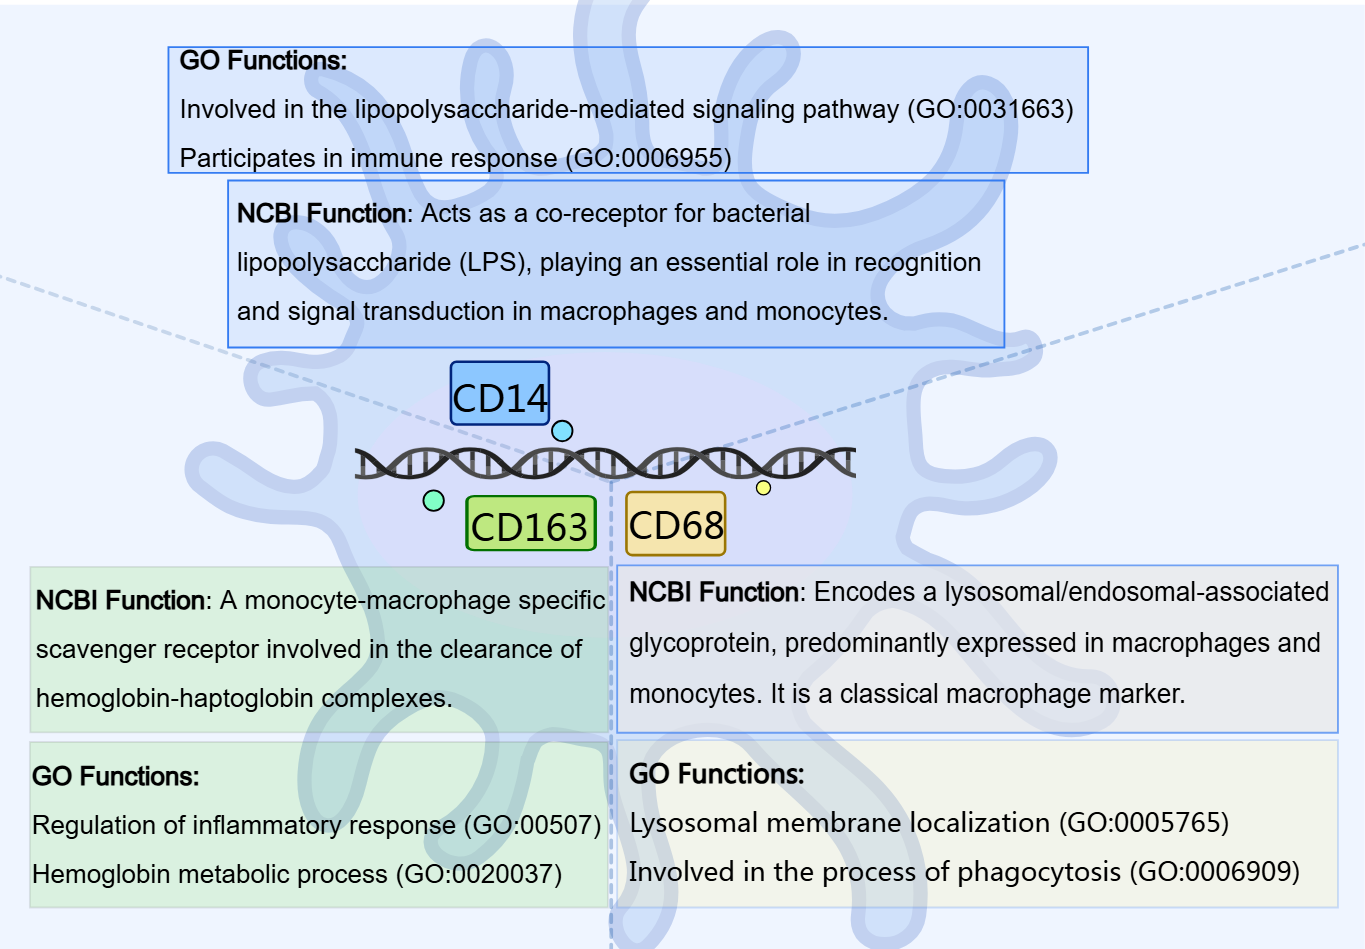 GO Functions:
Involved in the lipopolysaccharide-mediated signaling pathway (GO:0031663)
Participates in immune response (GO:0006955)
NCBI Function: Acts as a co-receptor for bacterial
lipopolysaccharide (LPS), playing an essential role in recognition
and signal transduction in macrophages and monocytes.
CD14
CD163
CD68
NCBI Function: A monocyte-macrophage specific
scavenger receptor involved in the clearance of
hemoglobin-haptoglobin complexes.
GO Functions:
Regulation of inflammatory response (GO:00507)
Hemoglobin metabolic process (GO:0020037)
NCBI Function: Encodes a lysosomal/endosomal-associated
glycoprotein, predominantly expressed in macrophages and
monocytes. It is a classical macrophage marker.
GO Functions:
Lysosomal membrane localization (GO:0005765)
Involved in the process of phagocytosis (GO:0006909)